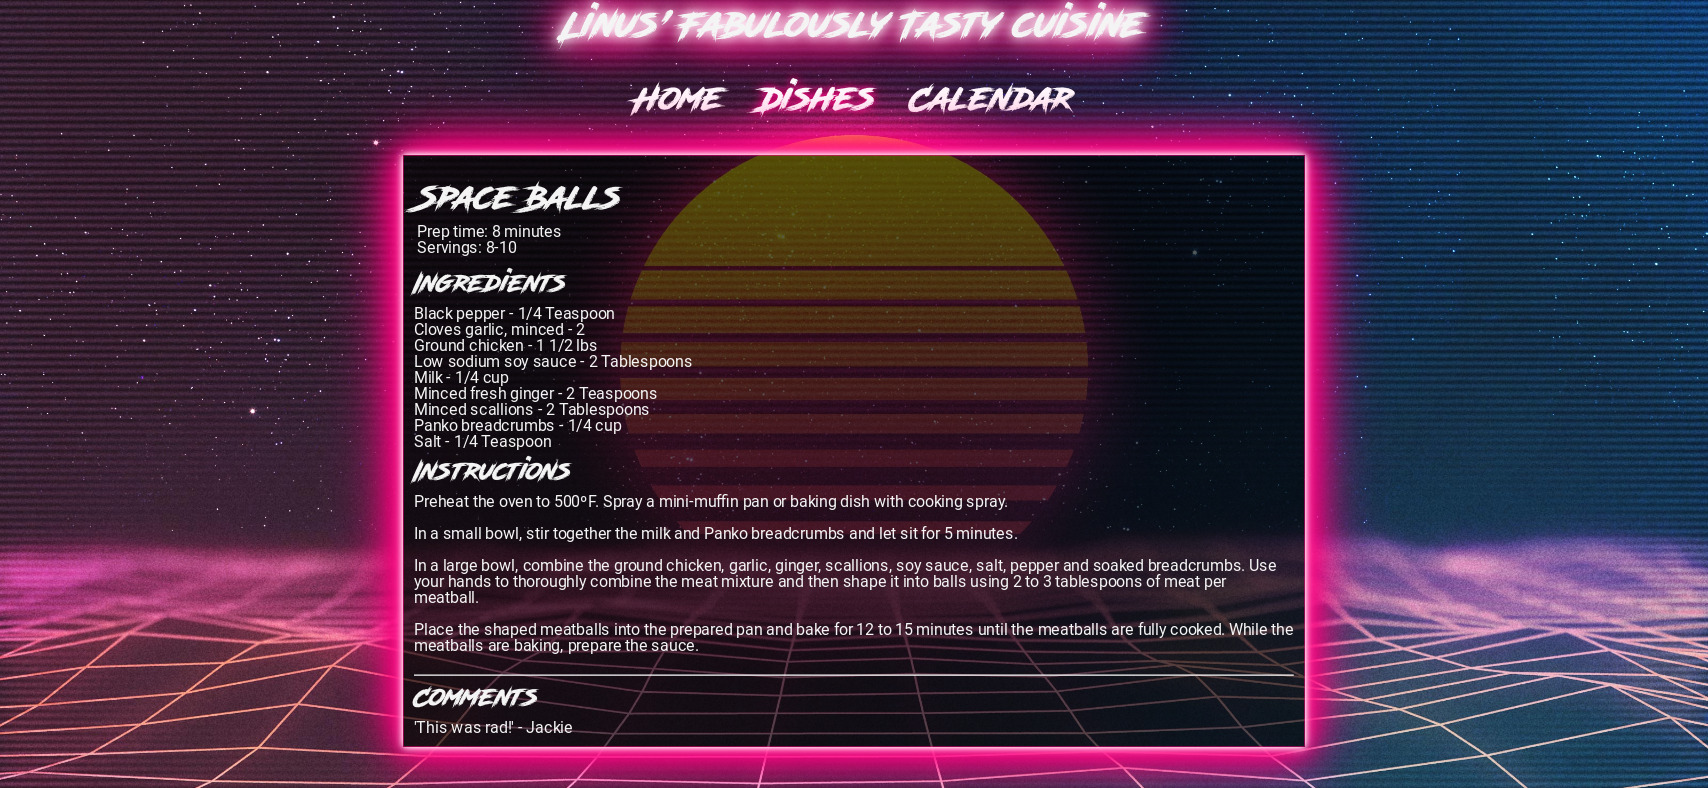 Linus' Fabulously Tasty Cuisine
Home Dishes Calendar
Space Balls
Prep time: 8 minutes
Servings: 8-10
Ingredients
Black pepper - 1/4 Teaspoon
Cloves garlic, minced - 2
Ground chicken - 1 1/2 lbs
Low sodium soy sauce - 2 Tablespoons
Milk - 1/4 cup
Minced fresh ginger - 2 Teaspoons
Minced scallions - 2 Tablespoons
Panko breadcrumbs - 1/4 cup
Salt - 1/4 Teaspoon
Instructions
Preheat the oven to 500ºF. Spray a mini-muffin pan or baking dish with cooking spray.
In a small bowl, stir together the milk and Panko breadcrumbs and let sit for 5 minutes.
In a large bowl, combine the ground chicken, garlic, ginger, scallions, soy sauce, salt, pepper and soaked breadcrumbs. Use
your hands to thoroughly combine the meat mixture and then shape it into balls using 2 to 3 tablespoons of meat per
meatball.
Place the shaped meatballs into the prepared pan and bake for 12 to 15 minutes until the meatballs are fully cooked. While the
meatballs are baking, prepare the sauce.
Comments
'This was rad!' - Jackie